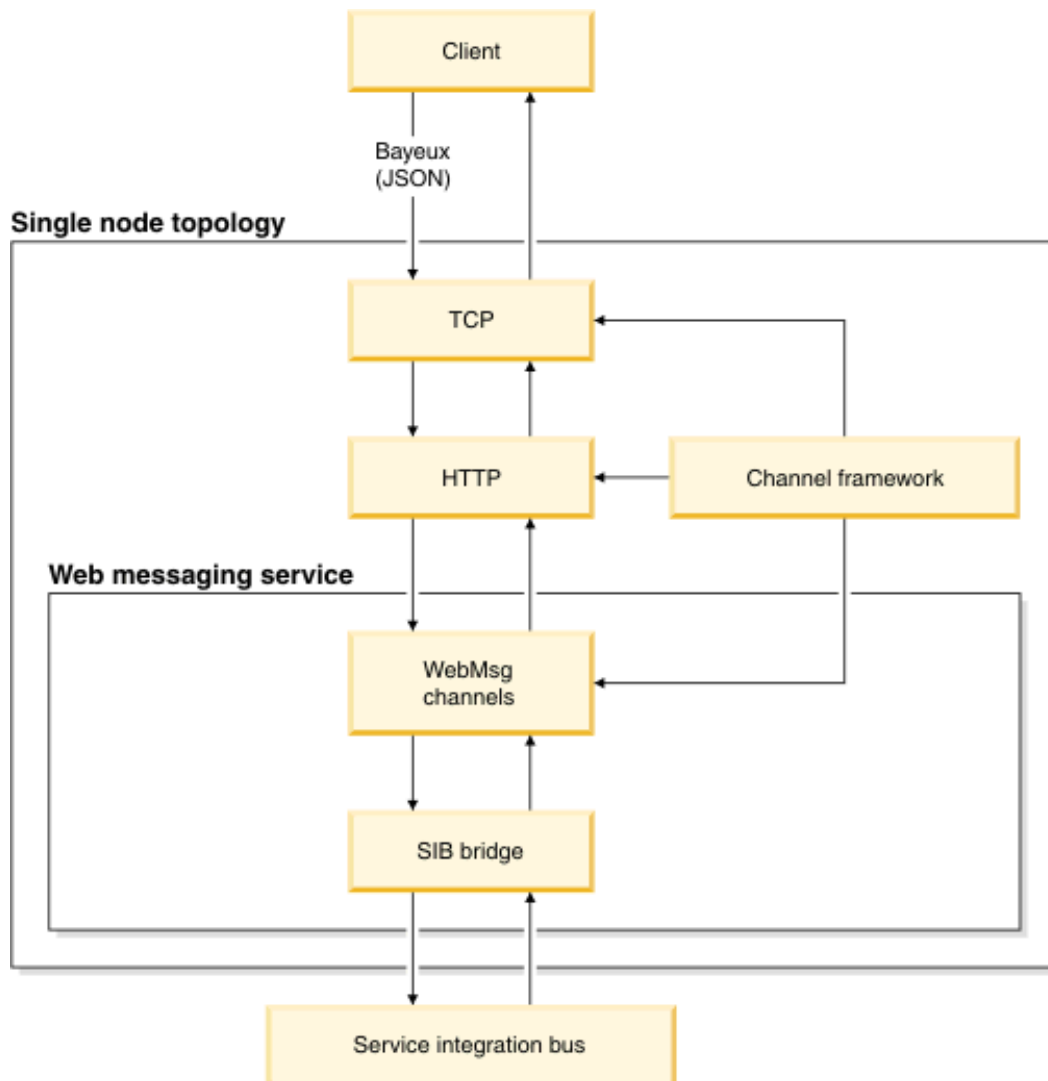 Client
Bayeux
(JSON)
Single node topology
TCP
HTTP
Channel framework
Web messaging service
WebMsg
channels
SIB bridge
Service integration bus